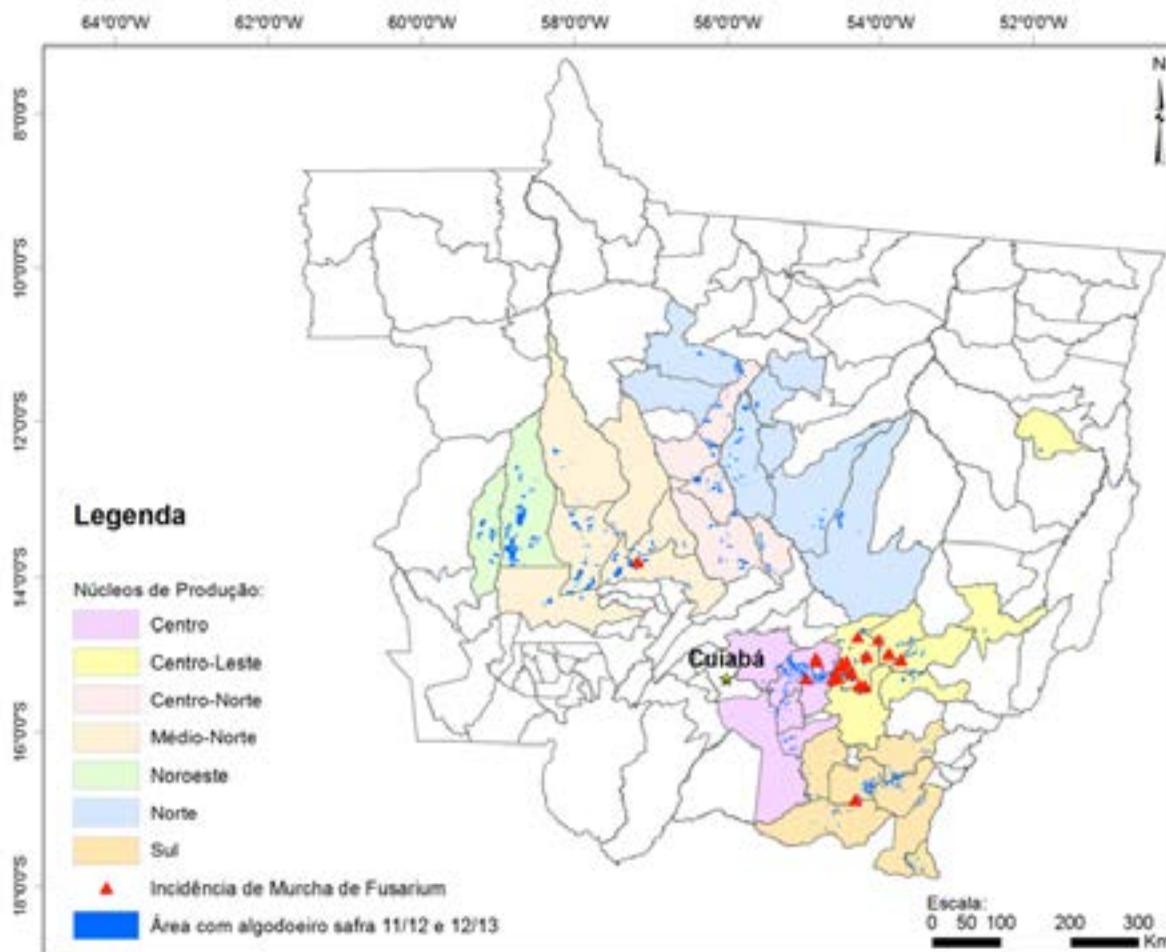 64°0'0"W 62°0'0"W 60°0'0"W 58°0'0"W 56°0'0"W 54°0'0"W 52°0'0"W
N
8°0'0"S
10°0'0"S
12°0'0"S
14°0'0"S
16°0'0"S
18°0'0"S
Cuiabá
Legenda
Núcleos de Produção:
Centro
Centro-Leste
Centro-Norte
Médio-Norte
Noroeste
Norte
Sul
Incidência de Murcha de Fusarium
Área com algodoeiro safra 11/12 e 12/13
Escala:
0 50 100 200 300
Km